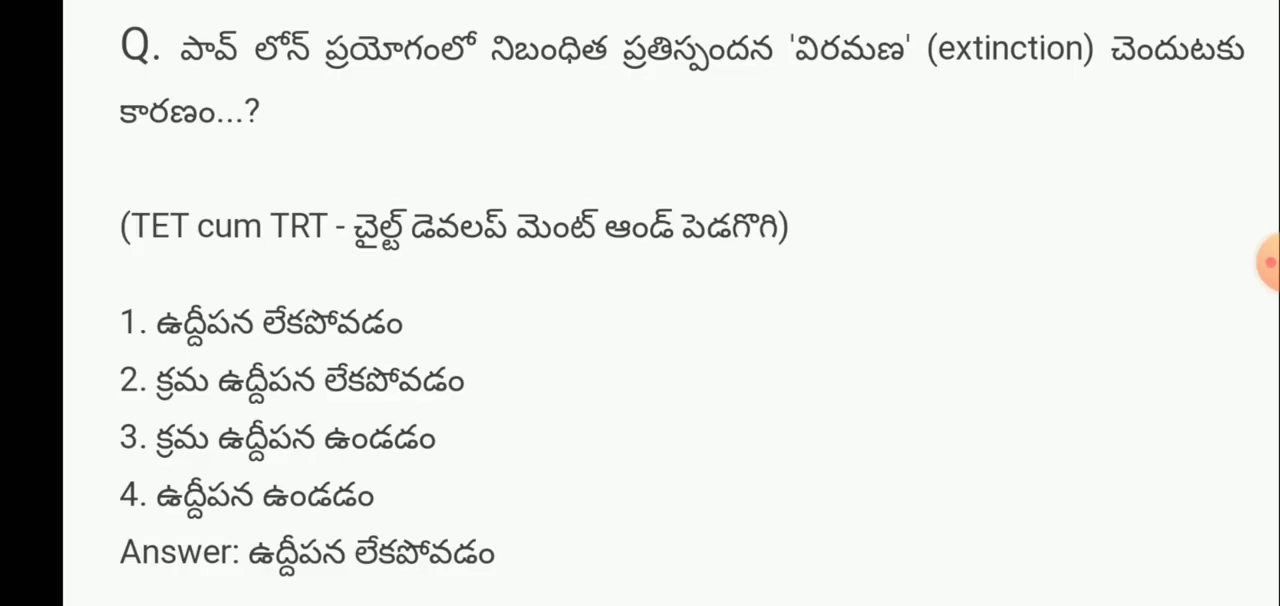 Q. పావ్ లోన్ ప్రయోగంలో నిబంధిత ప్రతిస్పందన 'విరమణ' (extinction) చెందుటకు
కారణం...?
(TET cum TRT - చైల్ట్ డెవలప్ మెంట్ ఆండ్ పెడగొగి)
1. ఉద్దీపన లేకపోవడం
2. క్రమ ఉద్దీపన లేకపోవడం
3. క్రమ ఉద్దీపన ఉండడం
4. ఉద్దీపన ఉండడం
Answer: ఉద్దీపన లేకపోవడం